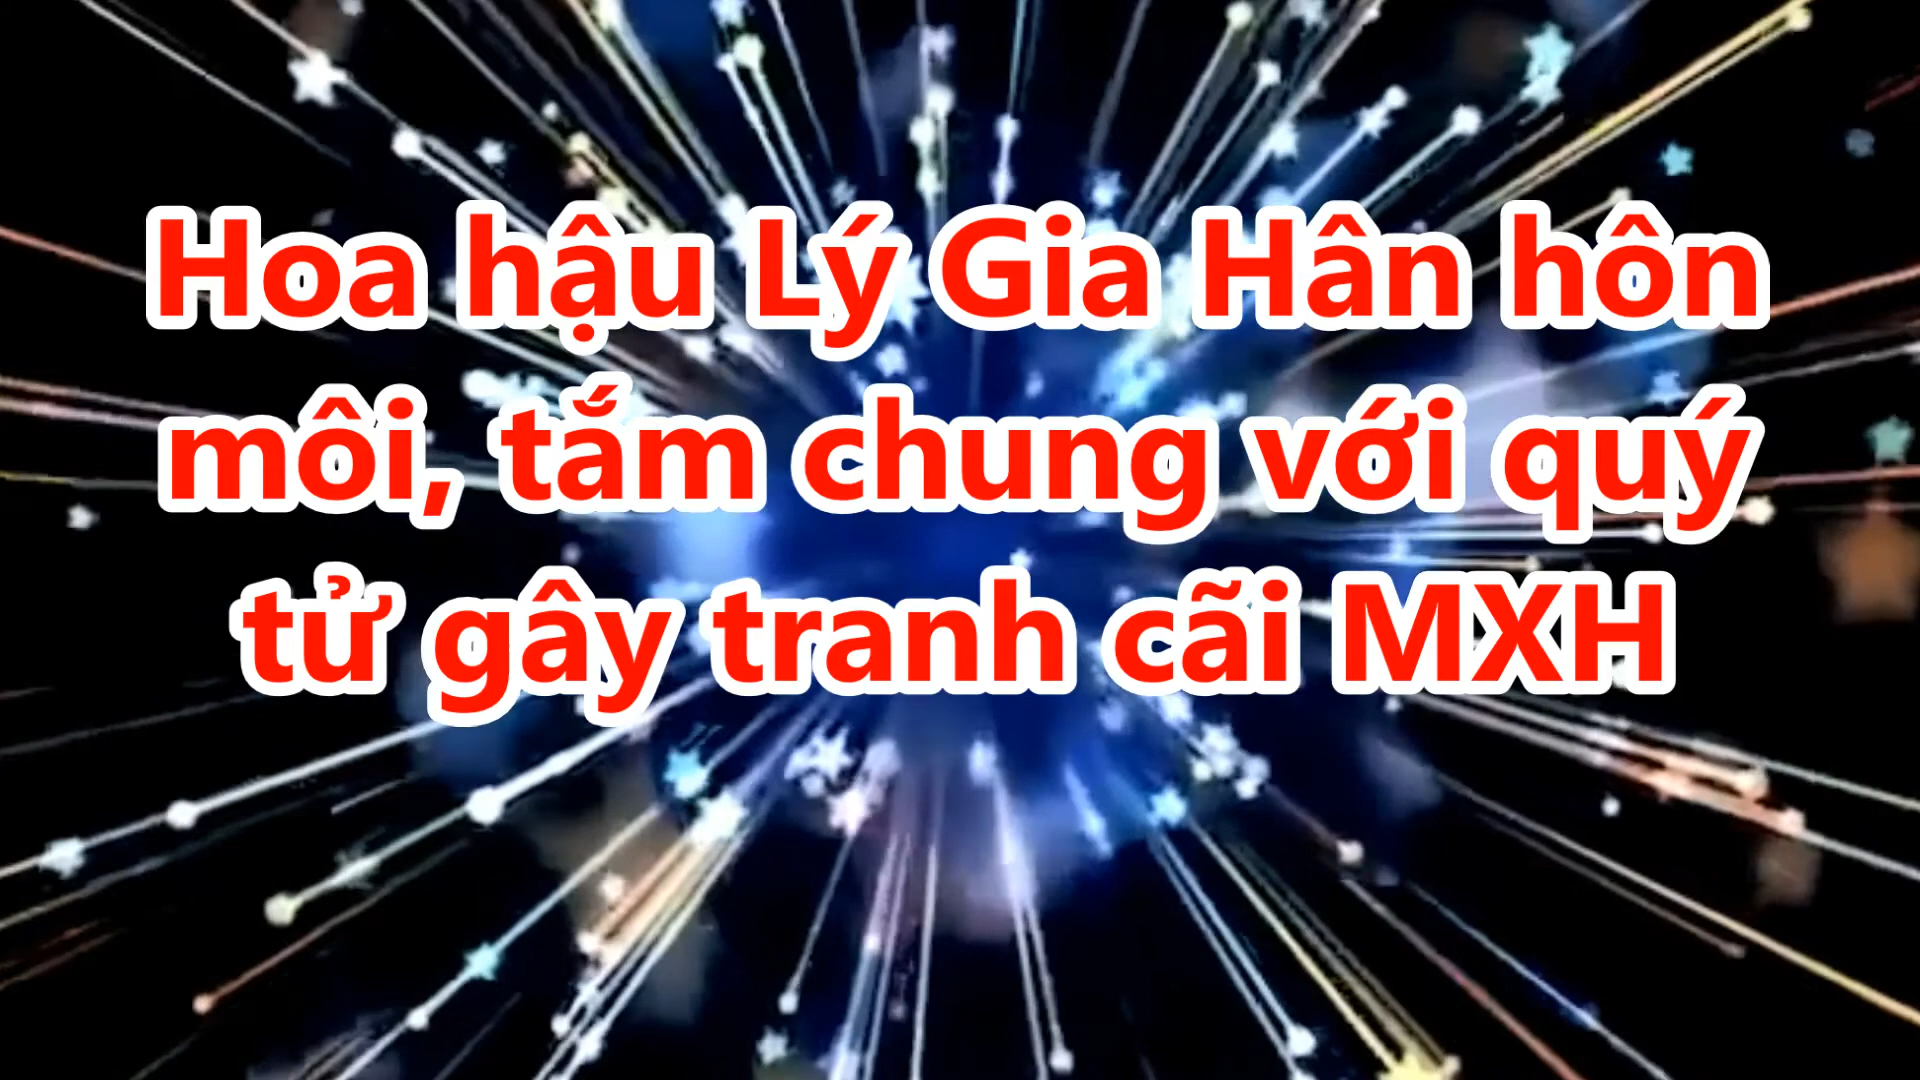 Hoa hậu Lý Gia Hân hôn
môi, tắm chung với quý
tử gây tranh cãi MXH